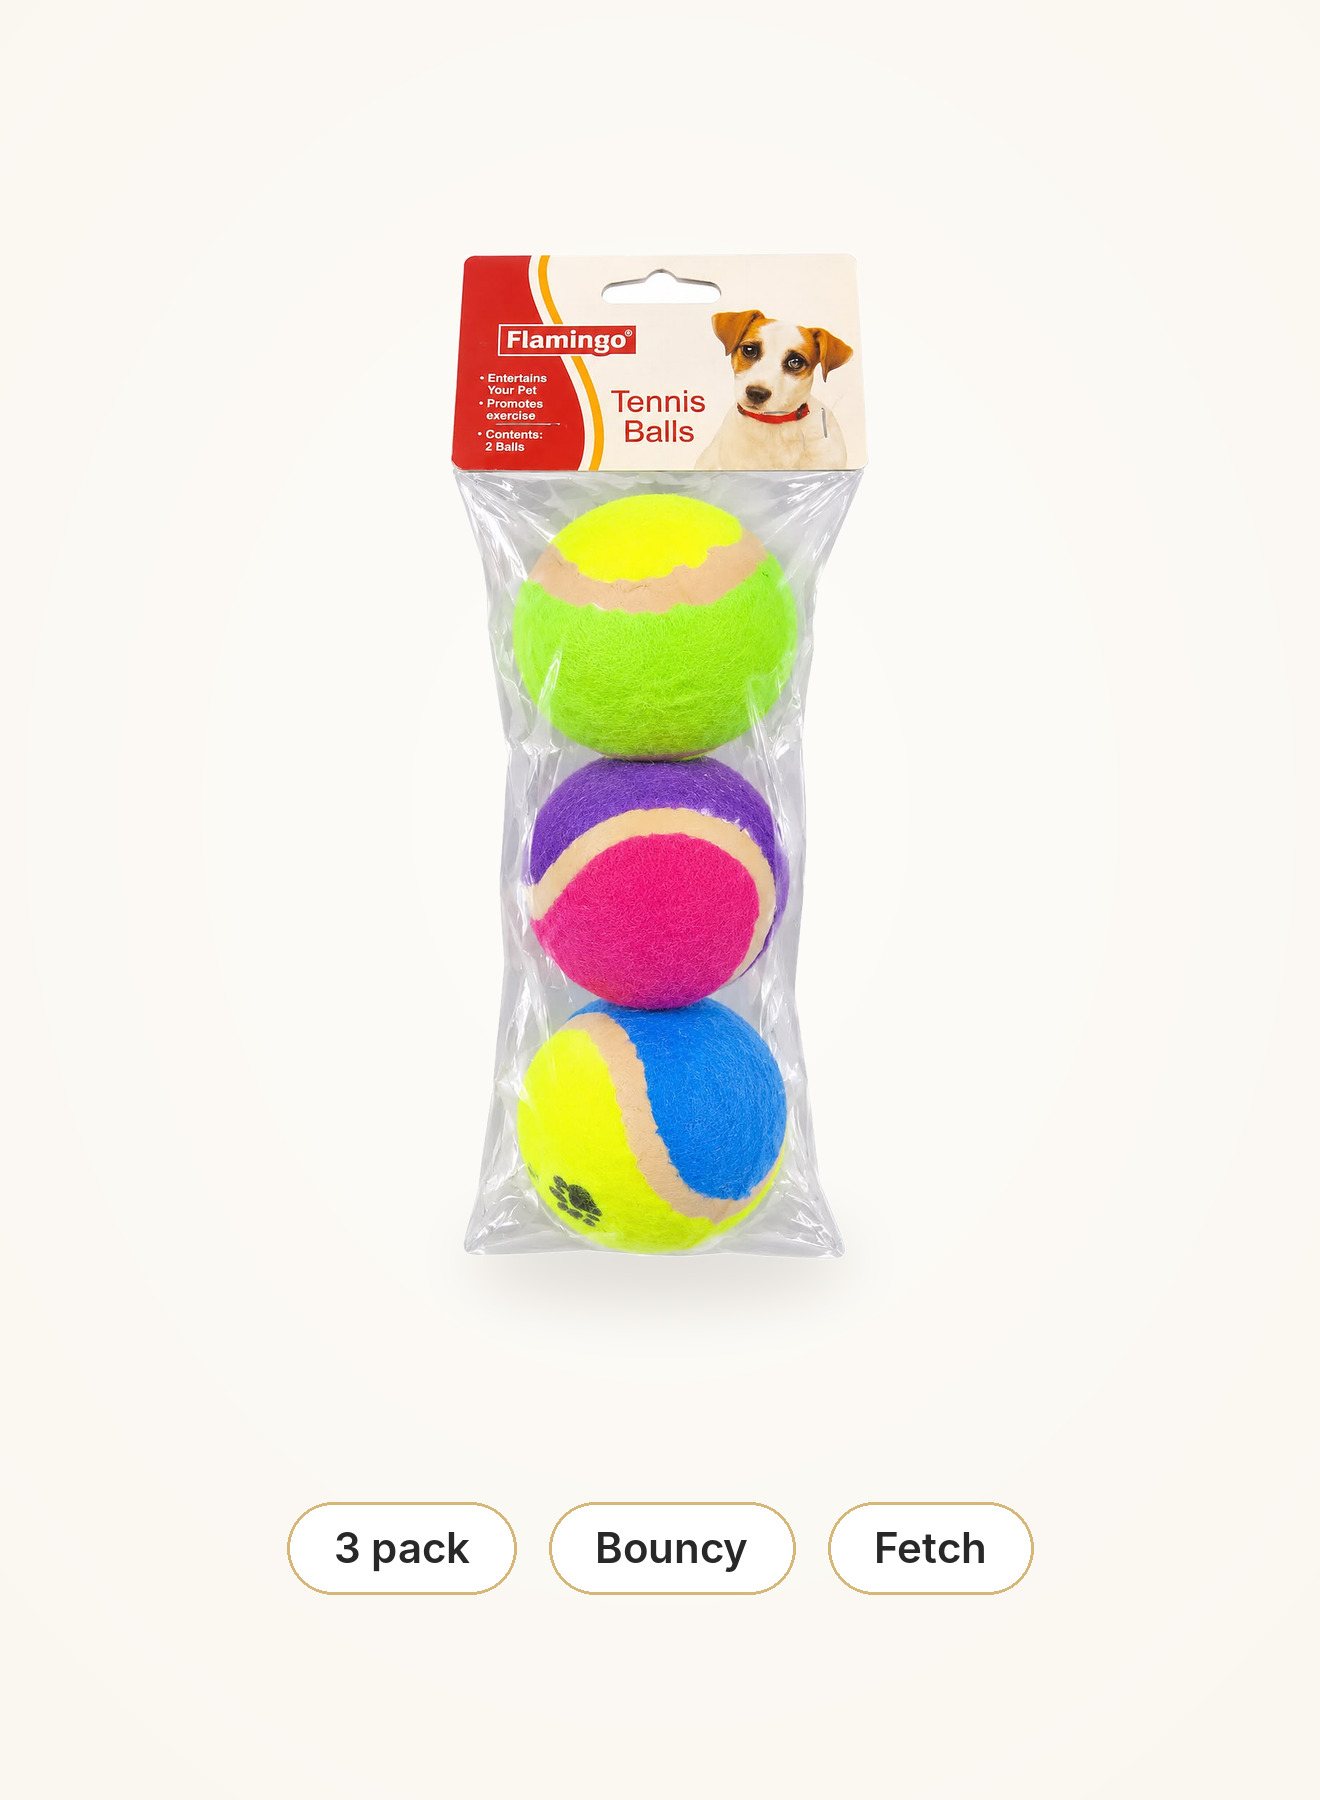 Flamingo®
• Entertains
Your Pet
• Promotes
exercise
• Contents:
2 Balls
Tennis
Balls
3 pack
Bouncy
Fetch